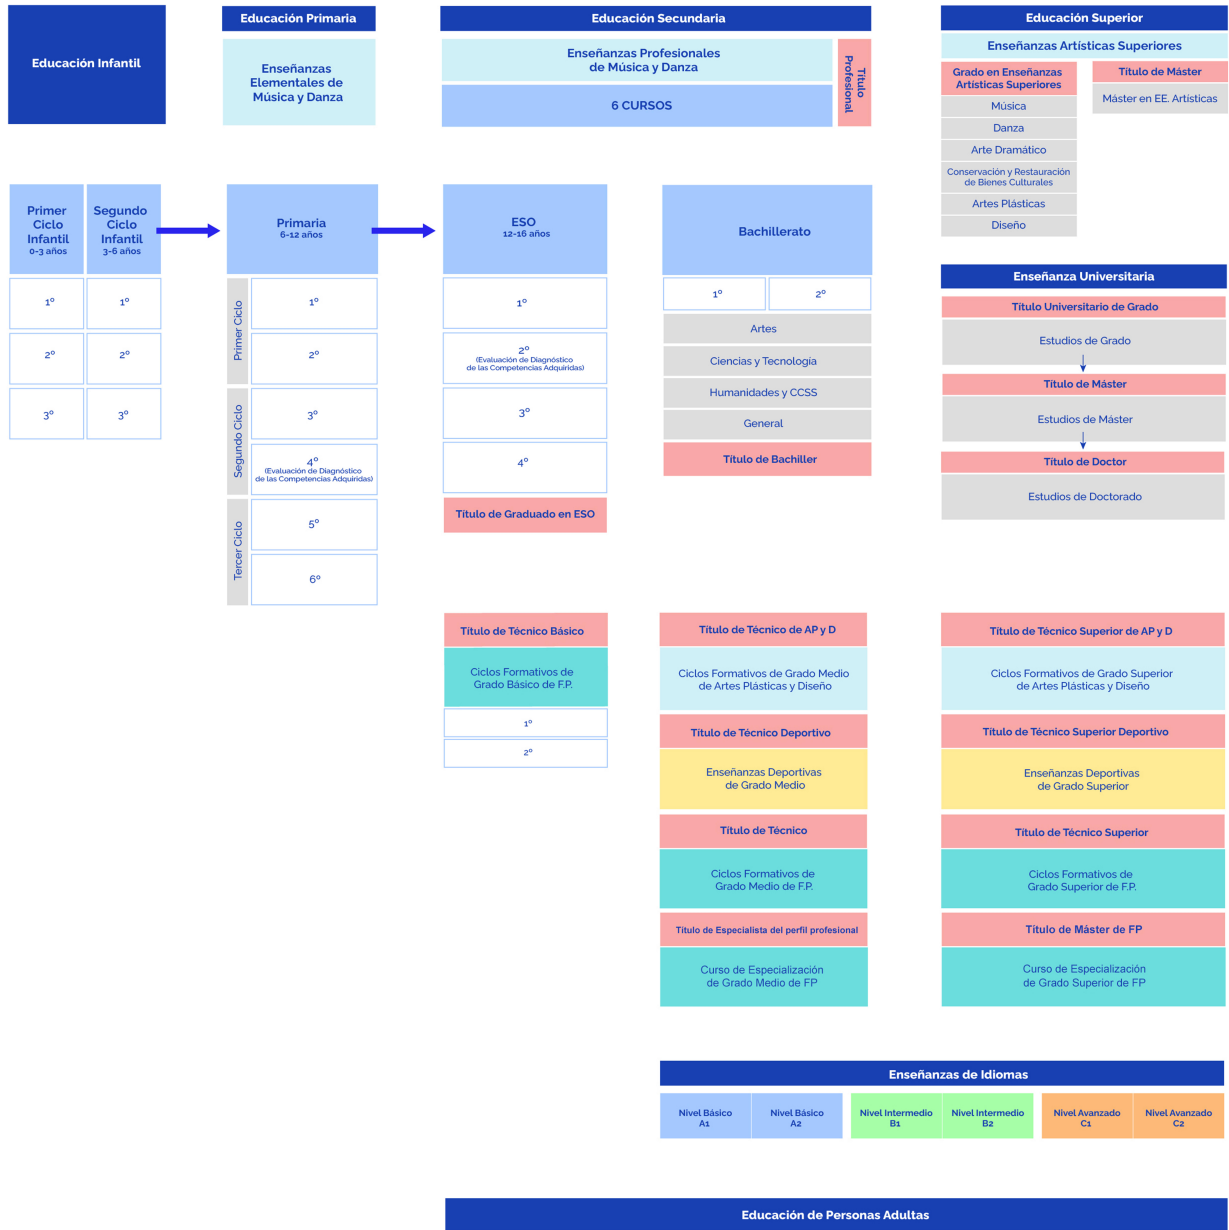 Educación Infantil
Educación Primaria
Enseñanzas
Elementales de
Música y Danza
Educación Secundaria
Enseñanzas Profesionales
de Música y Danza
6 CURSOS
Título
Profesional
Educación Superior
Enseñanzas Artísticas Superiores
Grado en Enseñanzas
Artísticas Superiores
Música
Danza
Arte Dramático
Conservación y Restauración
de Bienes Culturales
Artes Plásticas
Diseño
Título de Máster
Máster en EE. Artísticas
Primer
Ciclo
Infantil
0-3 años
1º
2º
3º
Segundo
Ciclo
Infantil
3-6 años
1º
2º
3º
Primaria
6-12 años
Primer Ciclo
1º
2º
Segundo Ciclo
3º
4º
(Evaluación de Diagnóstico
de las Competencias Adquiridas)
Tercer Ciclo
5º
6º
ESO
12-16 años
1º
2º
(Evaluación de Diagnóstico
de las Competencias Adquiridas)
3º
4º
Título de Graduado en ESO
Bachillerato
1º
2º
Artes
Ciencias y Tecnología
Humanidades y CCSS
General
Título de Bachiller
Enseñanza Universitaria
Título Universitario de Grado
Estudios de Grado
Título de Máster
Estudios de Máster
Título de Doctor
Estudios de Doctorado
Título de Técnico Básico
Ciclos Formativos de
Grado Básico de F.P.
1º
2º
Título de Técnico de AP y D
Ciclos Formativos de Grado Medio
de Artes Plásticas y Diseño
Título de Técnico Deportivo
Enseñanzas Deportivas
de Grado Medio
Título de Técnico
Ciclos Formativos de
Grado Medio de F.P.
Título de Especialista del perfil profesional
Curso de Especialización
de Grado Medio de FP
Título de Técnico Superior de AP y D
Ciclos Formativos de Grado Superior
de Artes Plásticas y Diseño
Título de Técnico Superior Deportivo
Enseñanzas Deportivas
de Grado Superior
Título de Técnico Superior
Ciclos Formativos de
Grado Superior de F.P.
Título de Máster de FP
Curso de Especialización
de Grado Superior de FP
Enseñanzas de Idiomas
Nivel Básico
A1
Nivel Básico
A2
Nivel Intermedio
B1
Nivel Intermedio
B2
Nivel Avanzado
C1
Nivel Avanzado
C2
Educación de Personas Adultas